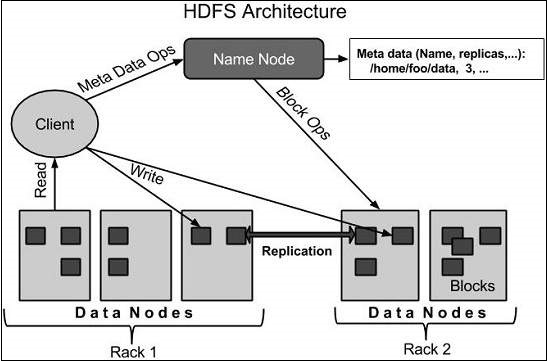 HDFS Architecture
Meta Data Ops
Name Node
Meta data (Name, replicas,...):
/home/foo/data, 3, ...
Client
Block Ops
Read
Write
Replication
Blocks
Data Nodes
Data Nodes
Rack 1
Rack 2